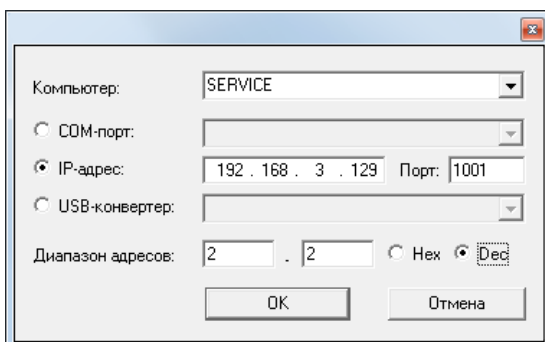 Компьютер: SERVICE
COM-порт:
IP-адрес: 192 . 168 . 3 . 129 Порт: 1001
USB-конвертер:
Диапазон адресов: 2 . 2 Hex Dec
OK Отмена